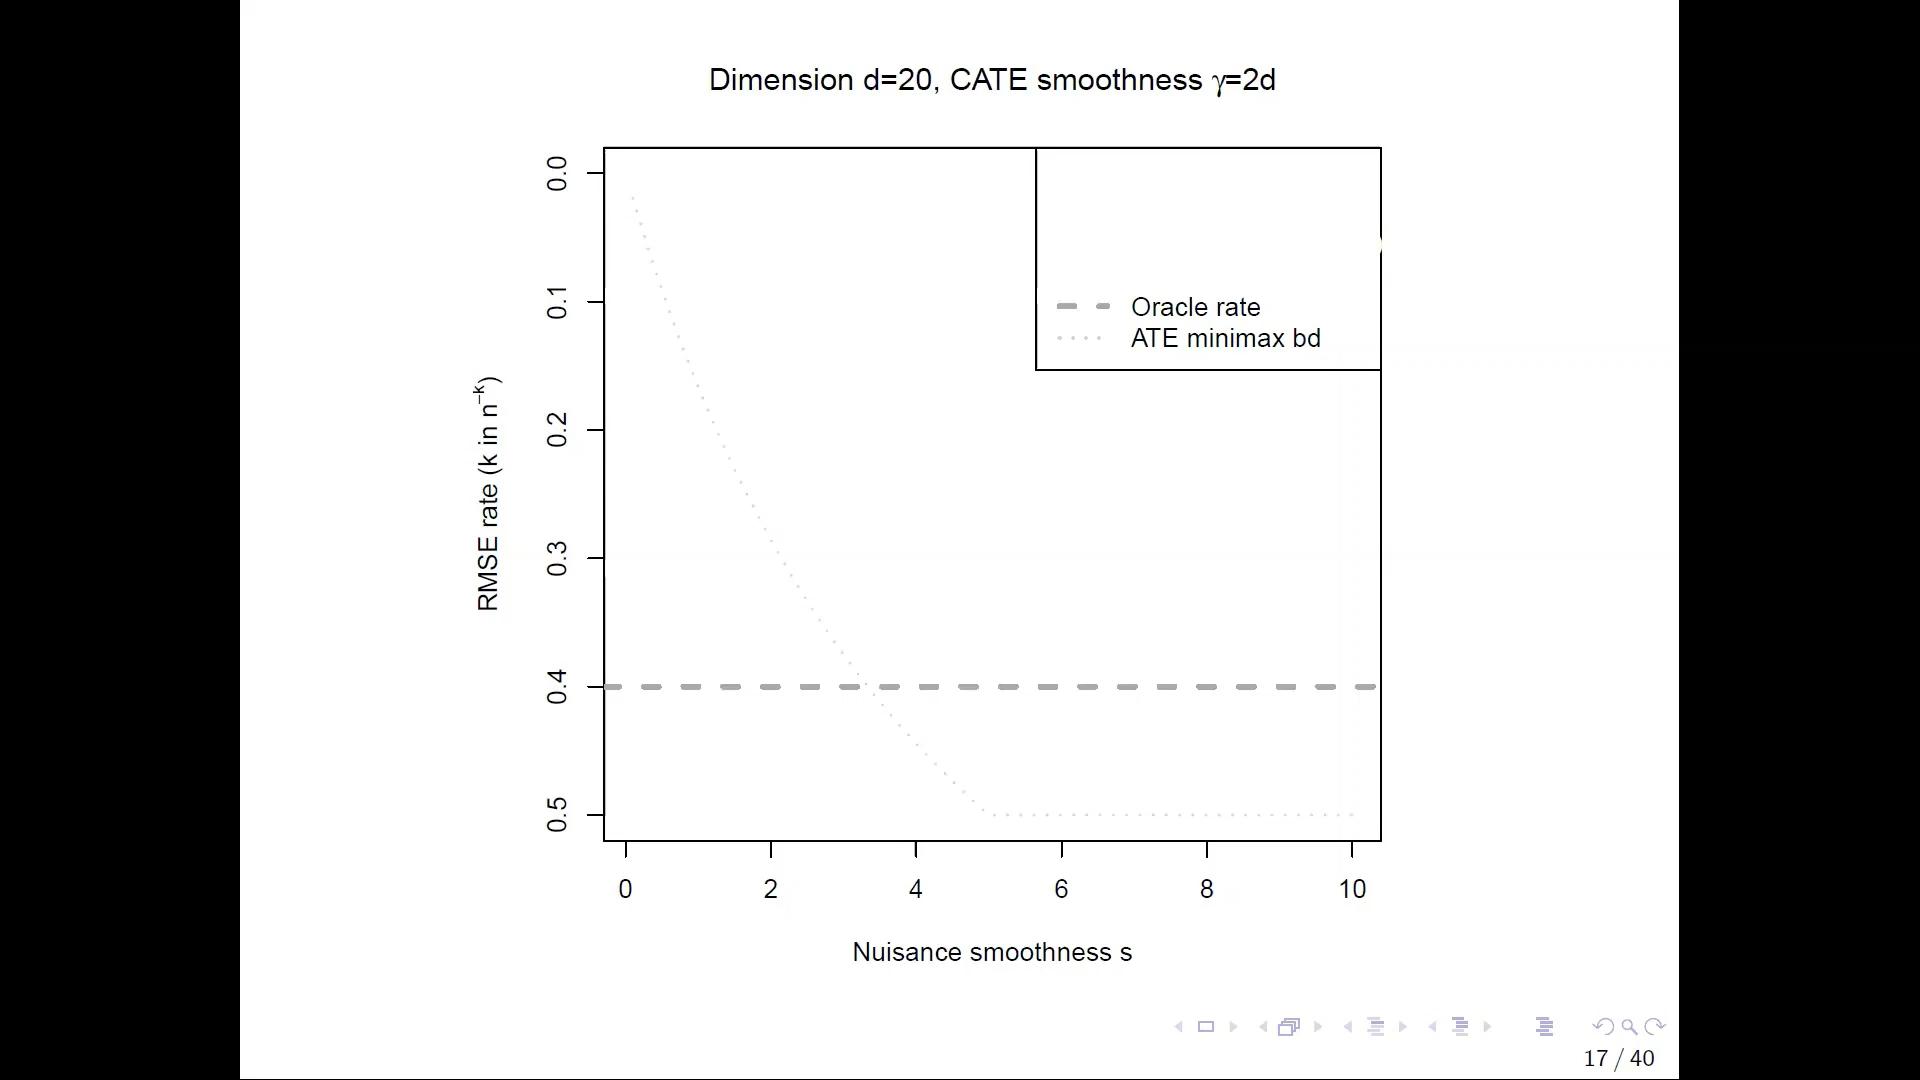 Dimension d=20, CATE smoothness γ=2d
0.0
0.1
0.2
0.3
0.4
0.5
RMSE rate (k in n⁻ᵏ)
Oracle rate
ATE minimax bd
0 2 4 6 8 10
Nuisance smoothness s
17 / 40